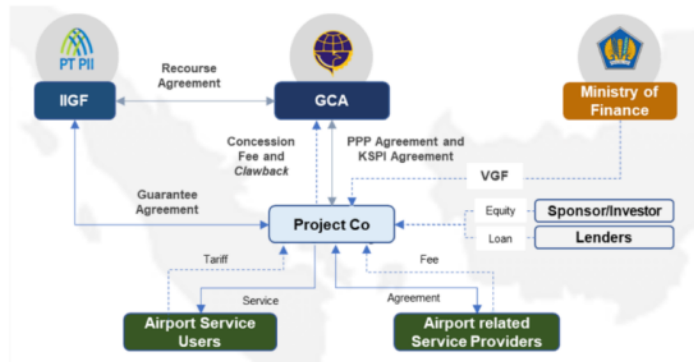 PT PII
IIGF
Recourse
Agreement
GCA
Ministry of
Finance
Concession
Fee and
Clawback
PPP Agreement and
KSPI Agreement
VGF
Guarantee
Agreement
Project Co
Equity
Sponsor/Investor
Loan
Lenders
Tariff
Fee
Service
Agreement
Airport Service
Users
Airport related
Service Providers